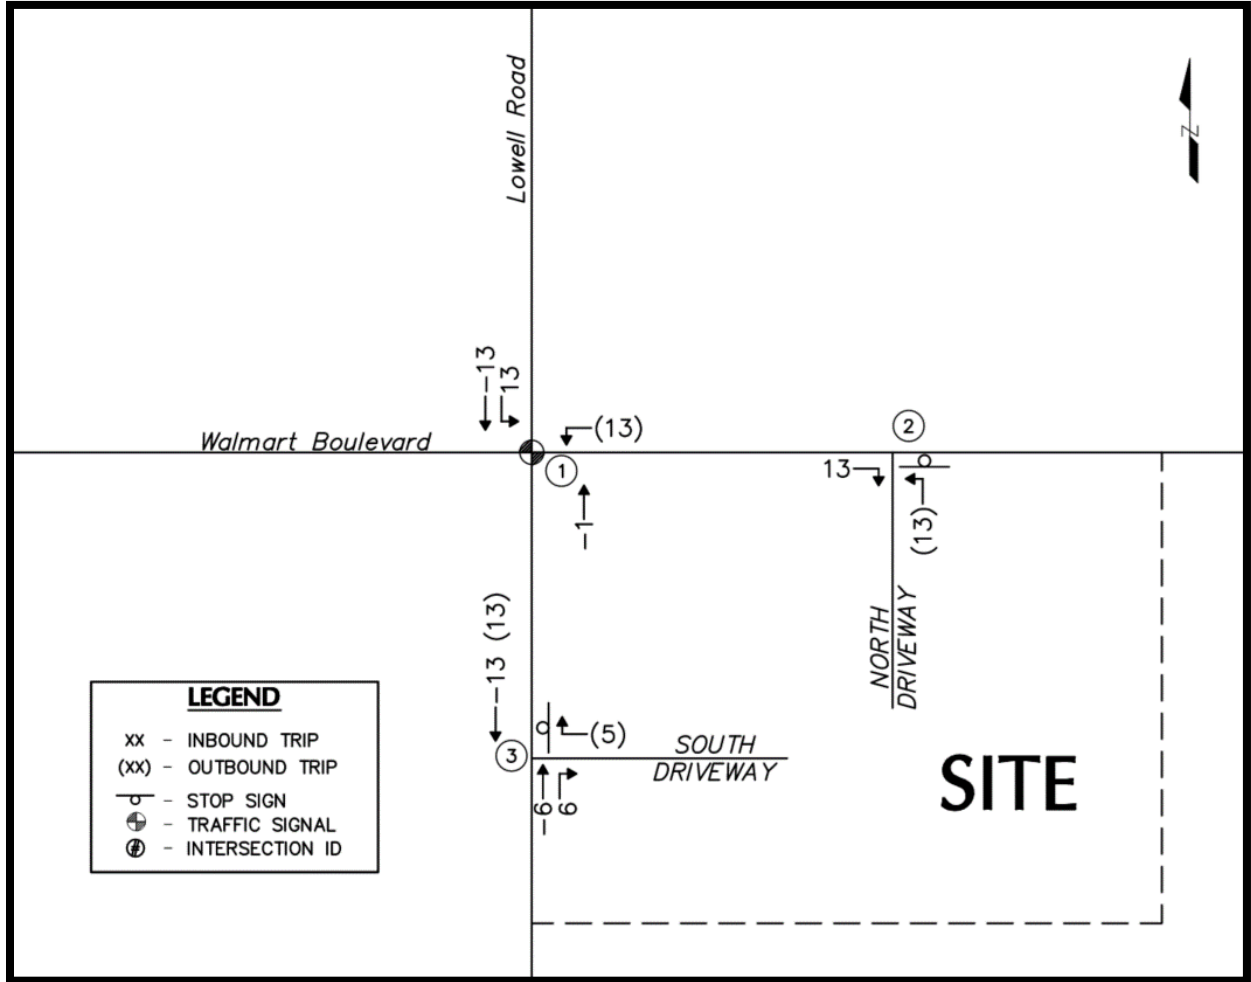 Lowell Road
N
-13
13
(13)
Walmart Boulevard
1
2
-1
13
(13)
-13 (13)
NORTH
DRIVEWAY
3
(5)
SOUTH
DRIVEWAY
-6
6
SITE
LEGEND
XX - INBOUND TRIP
(XX) - OUTBOUND TRIP
- STOP SIGN
- TRAFFIC SIGNAL
# - INTERSECTION ID